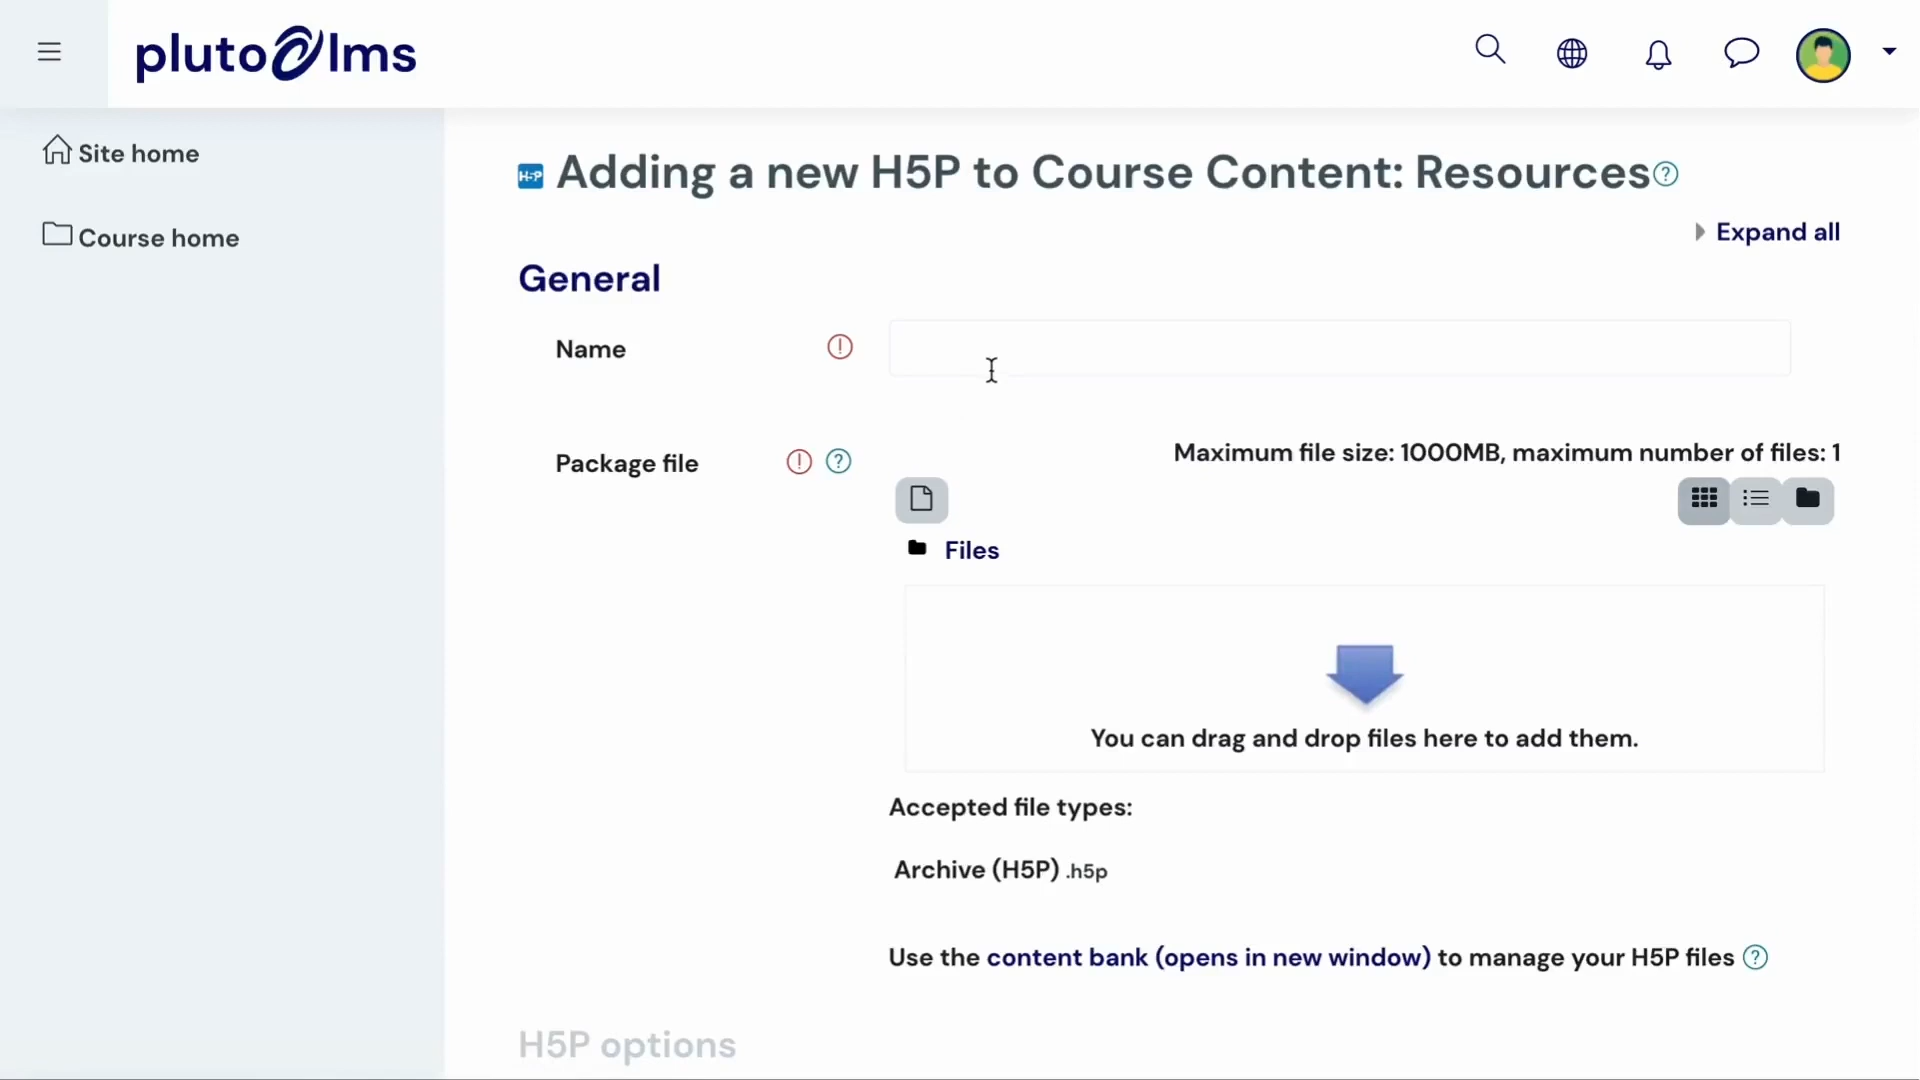 pluto lms
Site home
Course home
H-P Adding a new H5P to Course Content: Resources
Expand all
General
Name
Package file
Maximum file size: 1000MB, maximum number of files: 1
Files
You can drag and drop files here to add them.
Accepted file types:
Archive (H5P) .h5p
Use the content bank (opens in new window) to manage your H5P files
H5P options